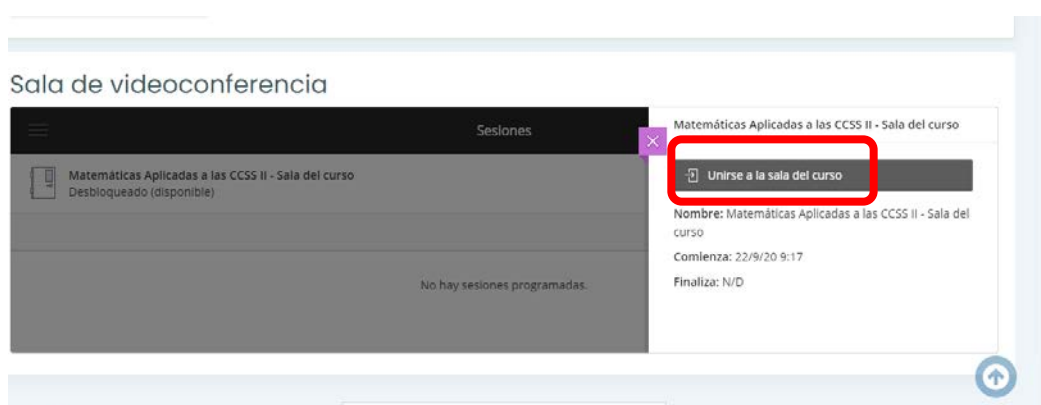 Sala de videoconferencia
Sesiones
Matemáticas Aplicadas a las CCSS II - Sala del curso
Desbloqueado (disponible)
No hay sesiones programadas.
Matemáticas Aplicadas a las CCSS II - Sala del curso
Unirse a la sala del curso
Nombre: Matemáticas Aplicadas a las CCSS II - Sala del
curso
Comienza: 22/9/20 9:17
Finaliza: N/D